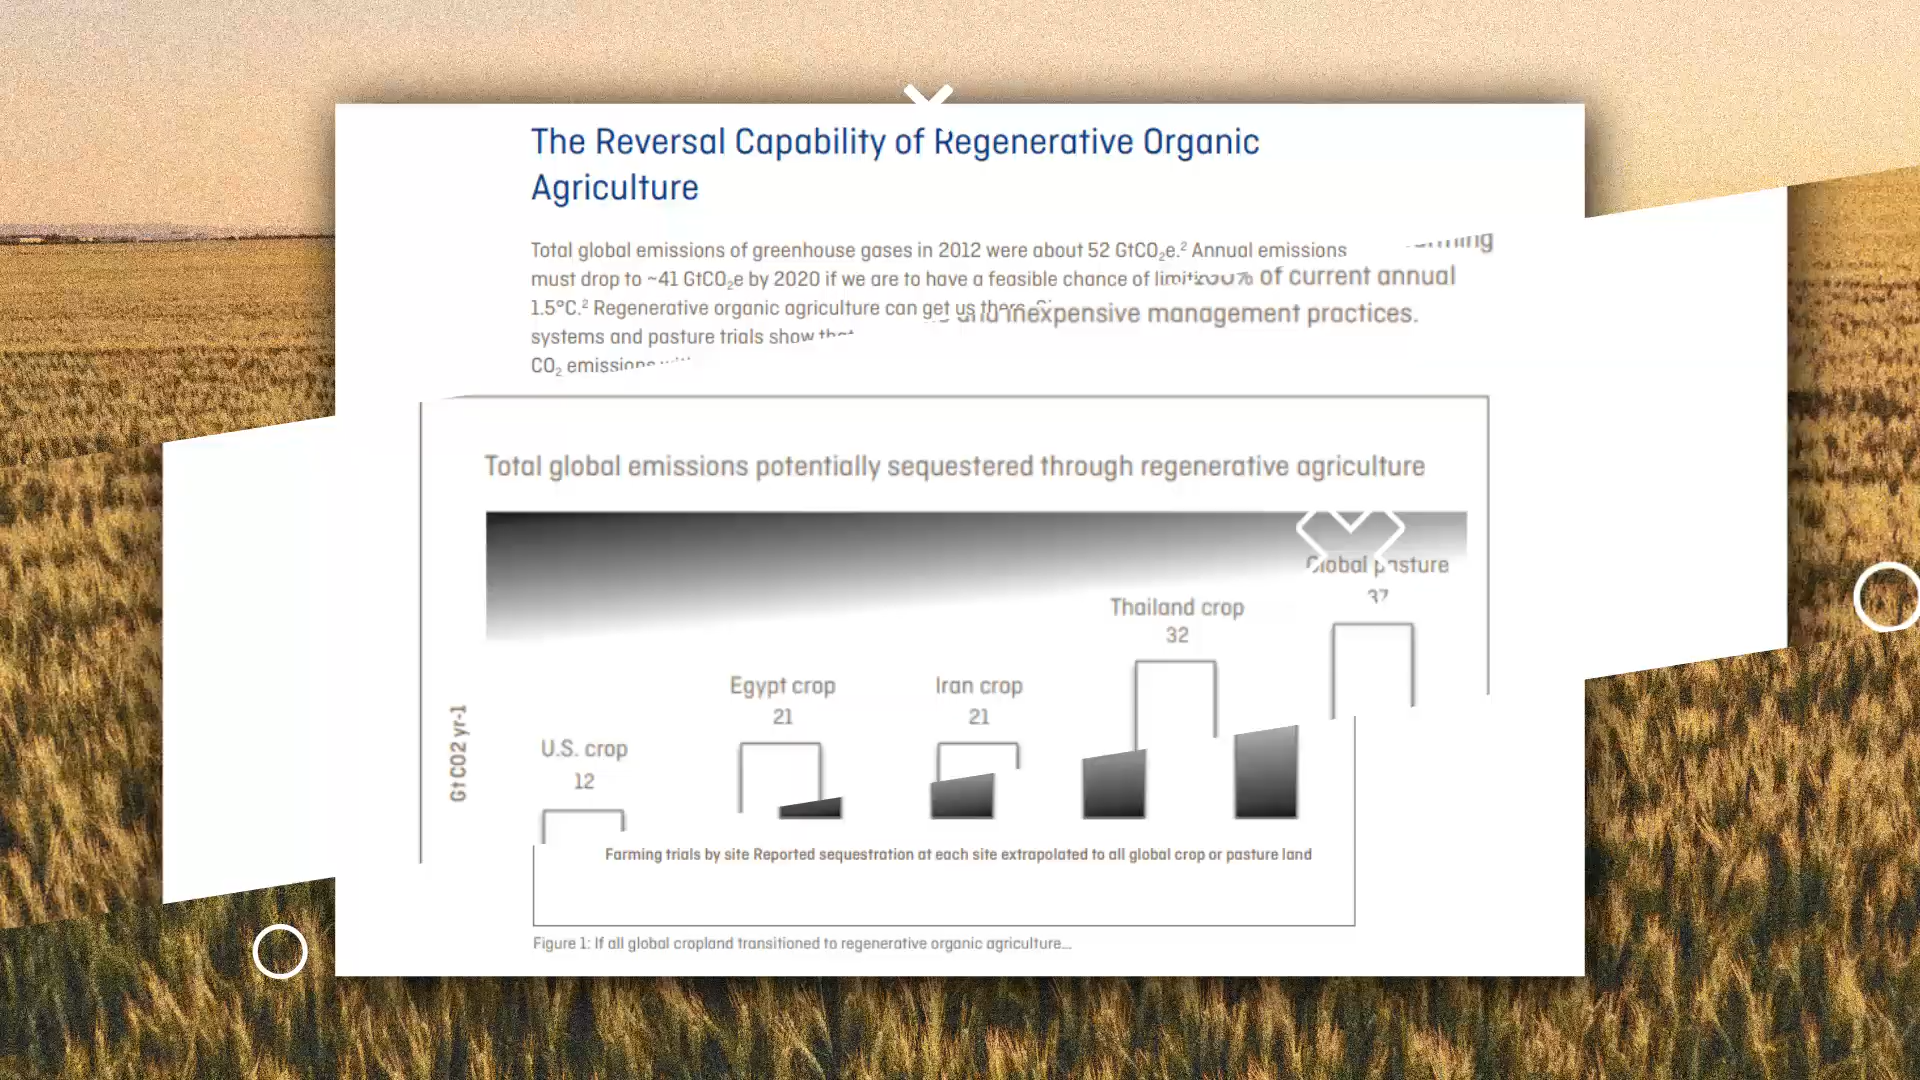 The Reversal Capability of Regenerative Organic
Agriculture
Total global emissions of greenhouse gases in 2012 were about 52 GtCO₂e.² Annual emissions
must drop to ~41 GtCO₂e by 2020 if we are to have a feasible chance of of current annual
1.5°C.² Regenerative organic agriculture can get us there. inexpensive management practices.
systems and pasture trials show that
CO₂ emissions
Total global emissions potentially sequestered through regenerative agriculture
Global pasture
37
Thailand crop
32
Egypt crop
21
Iran crop
21
U.S. crop
12
Gt CO2 yr-1
Farming trials by site Reported sequestration at each site extrapolated to all global crop or pasture land
Figure 1: If all global cropland transitioned to regenerative organic agriculture...